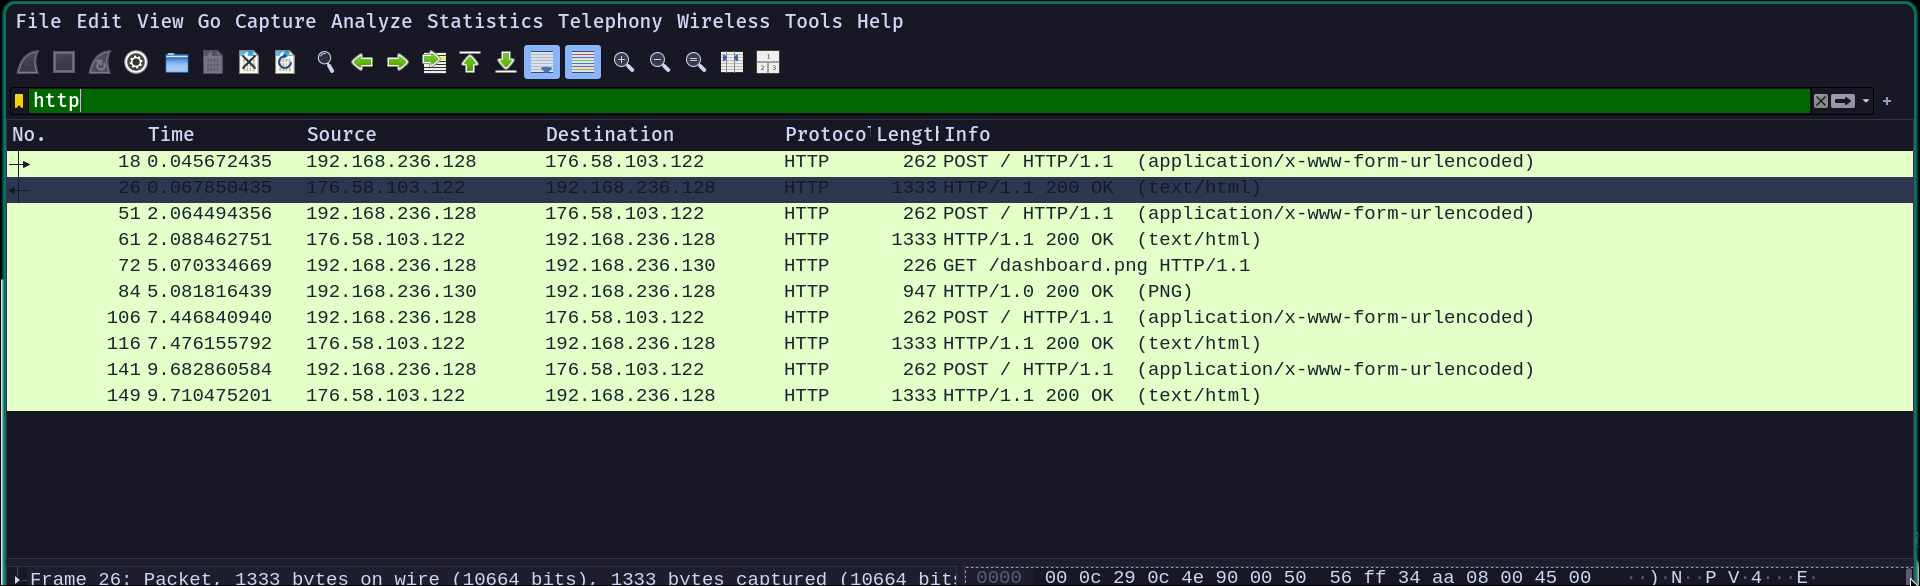 File Edit View Go Capture Analyze Statistics Telephony Wireless Tools Help
http
No. Time Source Destination Protocol Length Info
18 0.045672435 192.168.236.128 176.58.103.122 HTTP 262 POST / HTTP/1.1 (application/x-www-form-urlencoded)
26 0.067850435 176.58.103.122 192.168.236.128 HTTP 1333 HTTP/1.1 200 OK (text/html)
51 2.064494356 192.168.236.128 176.58.103.122 HTTP 262 POST / HTTP/1.1 (application/x-www-form-urlencoded)
61 2.088462751 176.58.103.122 192.168.236.128 HTTP 1333 HTTP/1.1 200 OK (text/html)
72 5.070334669 192.168.236.128 192.168.236.130 HTTP 226 GET /dashboard.png HTTP/1.1
84 5.081816439 192.168.236.130 192.168.236.128 HTTP 947 HTTP/1.0 200 OK (PNG)
106 7.446840940 192.168.236.128 176.58.103.122 HTTP 262 POST / HTTP/1.1 (application/x-www-form-urlencoded)
116 7.476155792 176.58.103.122 192.168.236.128 HTTP 1333 HTTP/1.1 200 OK (text/html)
141 9.682860584 192.168.236.128 176.58.103.122 HTTP 262 POST / HTTP/1.1 (application/x-www-form-urlencoded)
149 9.710475201 176.58.103.122 192.168.236.128 HTTP 1333 HTTP/1.1 200 OK (text/html)
Frame 26: Packet, 1333 bytes on wire (10664 bits), 1333 bytes captured (10664 bits
0000 00 0c 29 0c 4e 90 00 50 56 ff 34 aa 08 00 45 00 ··)·N··P V·4···E·